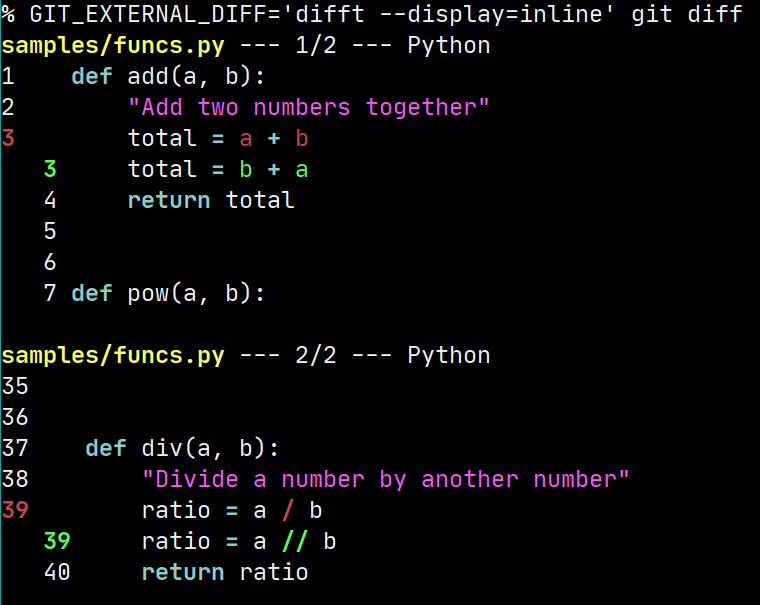 % GIT_EXTERNAL_DIFF='difft --display=inline' git diff
samples/funcs.py --- 1/2 --- Python
1    def add(a, b):
2        "Add two numbers together"
3        total = a + b
   3     total = b + a
   4     return total
   5
   6
   7 def pow(a, b):

samples/funcs.py --- 2/2 --- Python
35
36
37    def div(a, b):
38        "Divide a number by another number"
39        ratio = a / b
   39     ratio = a // b
   40     return ratio